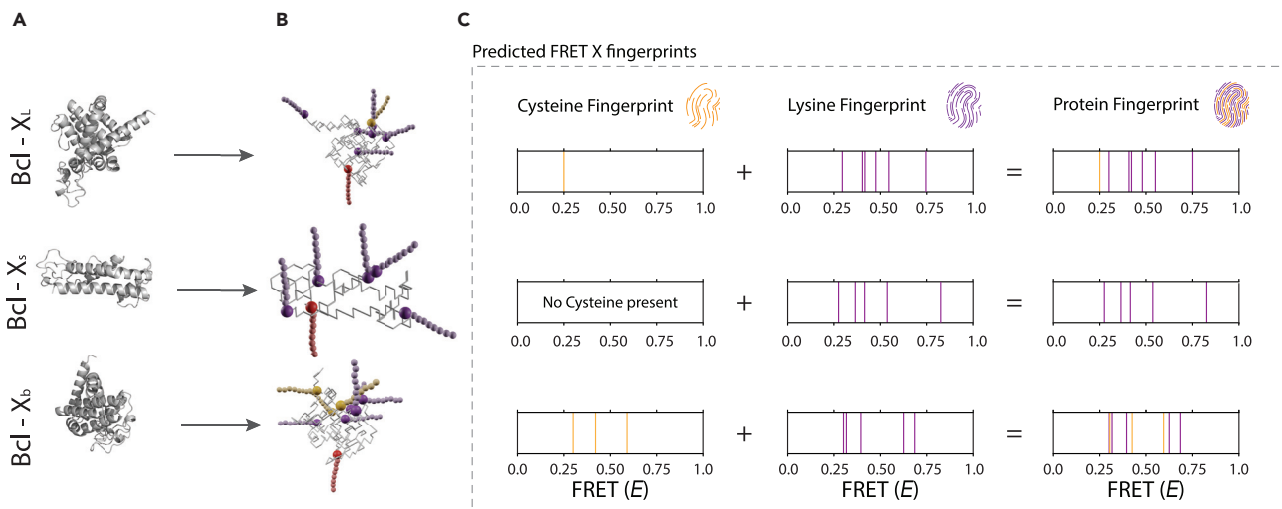 A
B
C
Predicted FRET X fingerprints
Cysteine Fingerprint
Lysine Fingerprint
Protein Fingerprint
Bcl - XL
+
=
0.0 0.25 0.50 0.75 1.0
0.0 0.25 0.50 0.75 1.0
0.0 0.25 0.50 0.75 1.0
Bcl - Xs
No Cysteine present
+
=
0.0 0.25 0.50 0.75 1.0
0.0 0.25 0.50 0.75 1.0
0.0 0.25 0.50 0.75 1.0
Bcl - Xb
+
=
0.0 0.25 0.50 0.75 1.0
0.0 0.25 0.50 0.75 1.0
0.0 0.25 0.50 0.75 1.0
FRET (E)
FRET (E)
FRET (E)